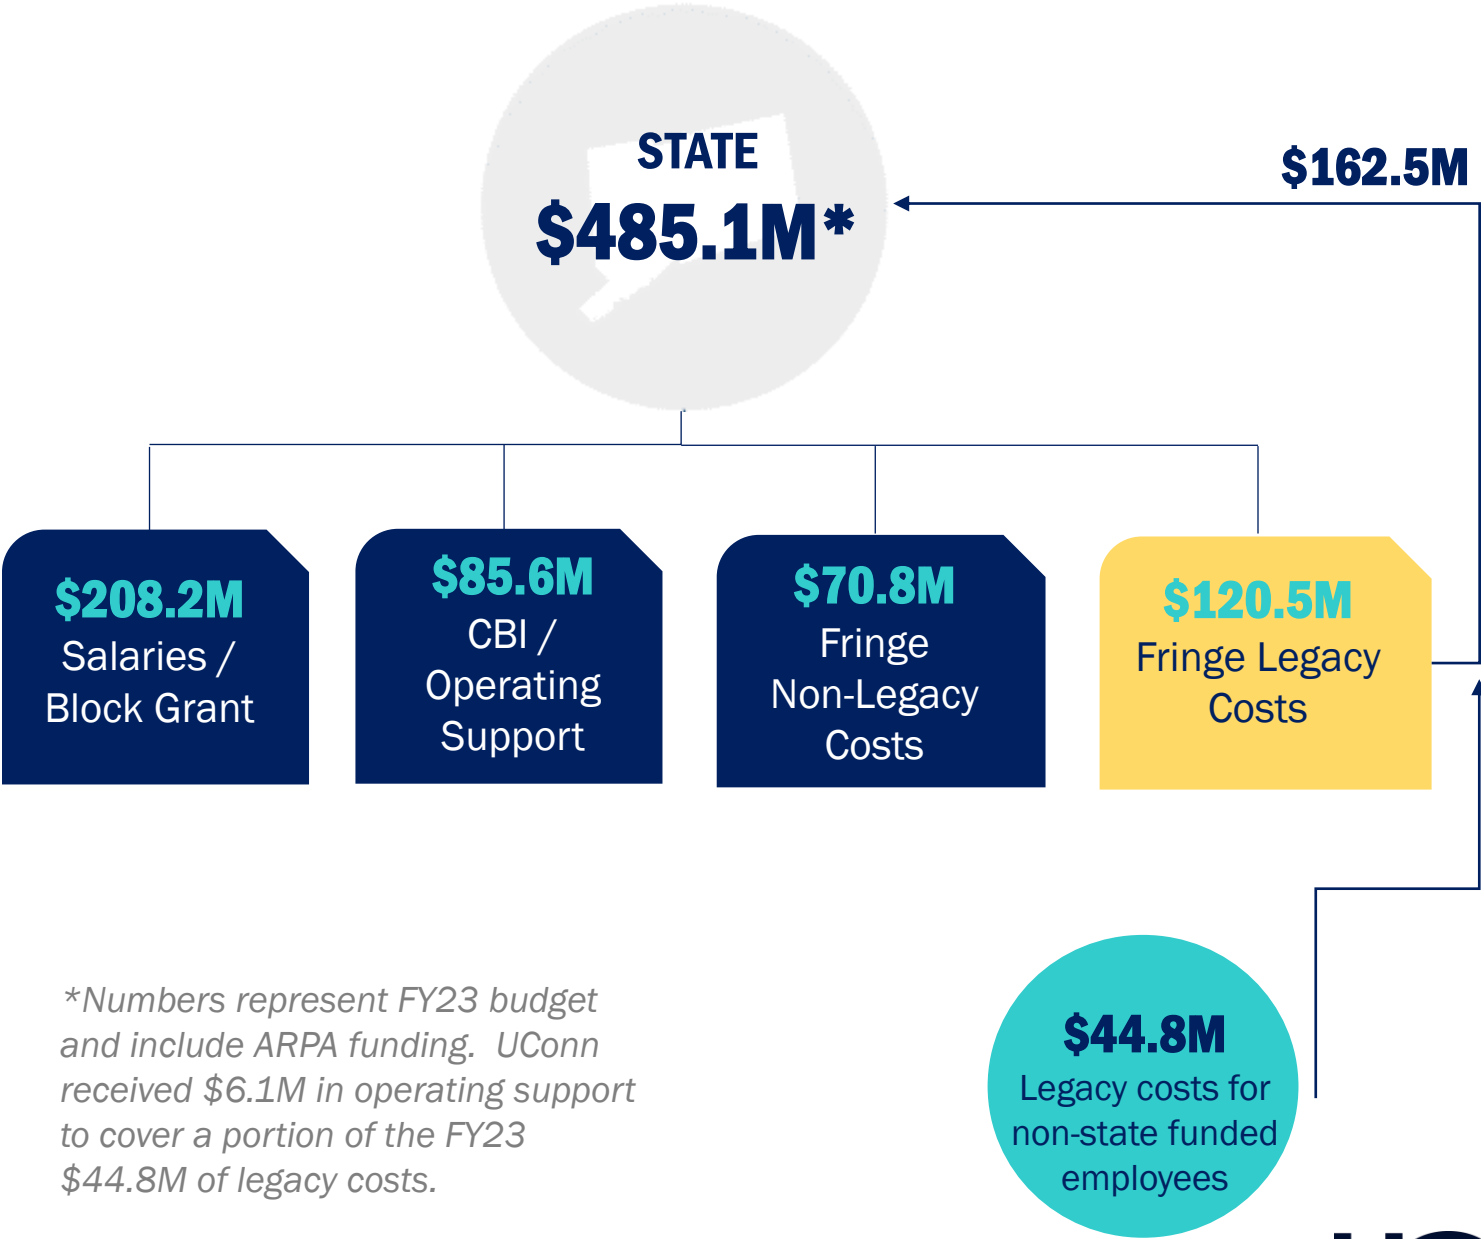 STATE
$485.1M*
$162.5M
$208.2M
Salaries /
Block Grant
$85.6M
CBI /
Operating
Support
$70.8M
Fringe
Non-Legacy
Costs
$120.5M
Fringe Legacy
Costs
*Numbers represent FY23 budget
and include ARPA funding.  UConn
received $6.1M in operating support
to cover a portion of the FY23
$44.8M of legacy costs.
$44.8M
Legacy costs for
non-state funded
employees